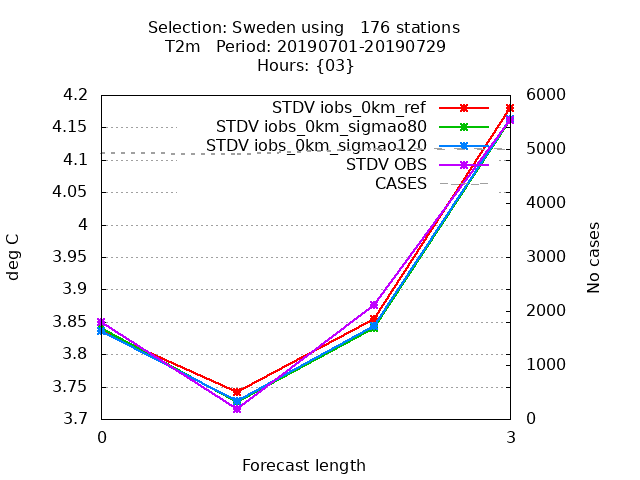 Selection: Sweden using   176 stations
T2m   Period: 20190701-20190729
Hours: {03}
4.2
4.15
4.1
4.05
4
3.95
3.9
3.85
3.8
3.75
3.7
deg C
STDV iobs_0km_ref
STDV iobs_0km_sigmao80
STDV iobs_0km_sigmao120
STDV OBS
CASES
6000
5000
4000
3000
2000
1000
0
No cases
0
3
Forecast length